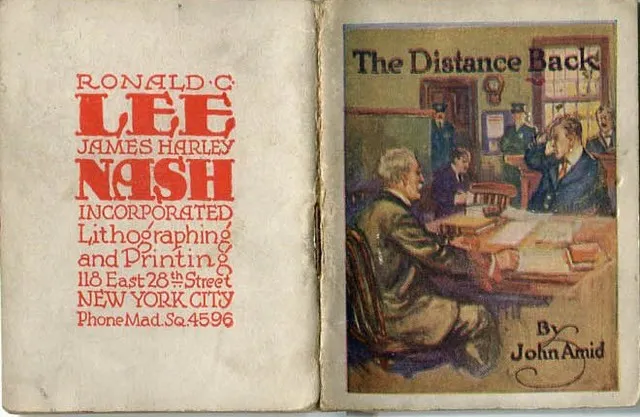 RONALD·C·
LEE
JAMES HARLEY
NASH
INCORPORATED
Lithographing
and Printing
118 East 28th Street
NEW YORK CITY
Phone Mad. Sq. 4596
The Distance Back
By
John Amid